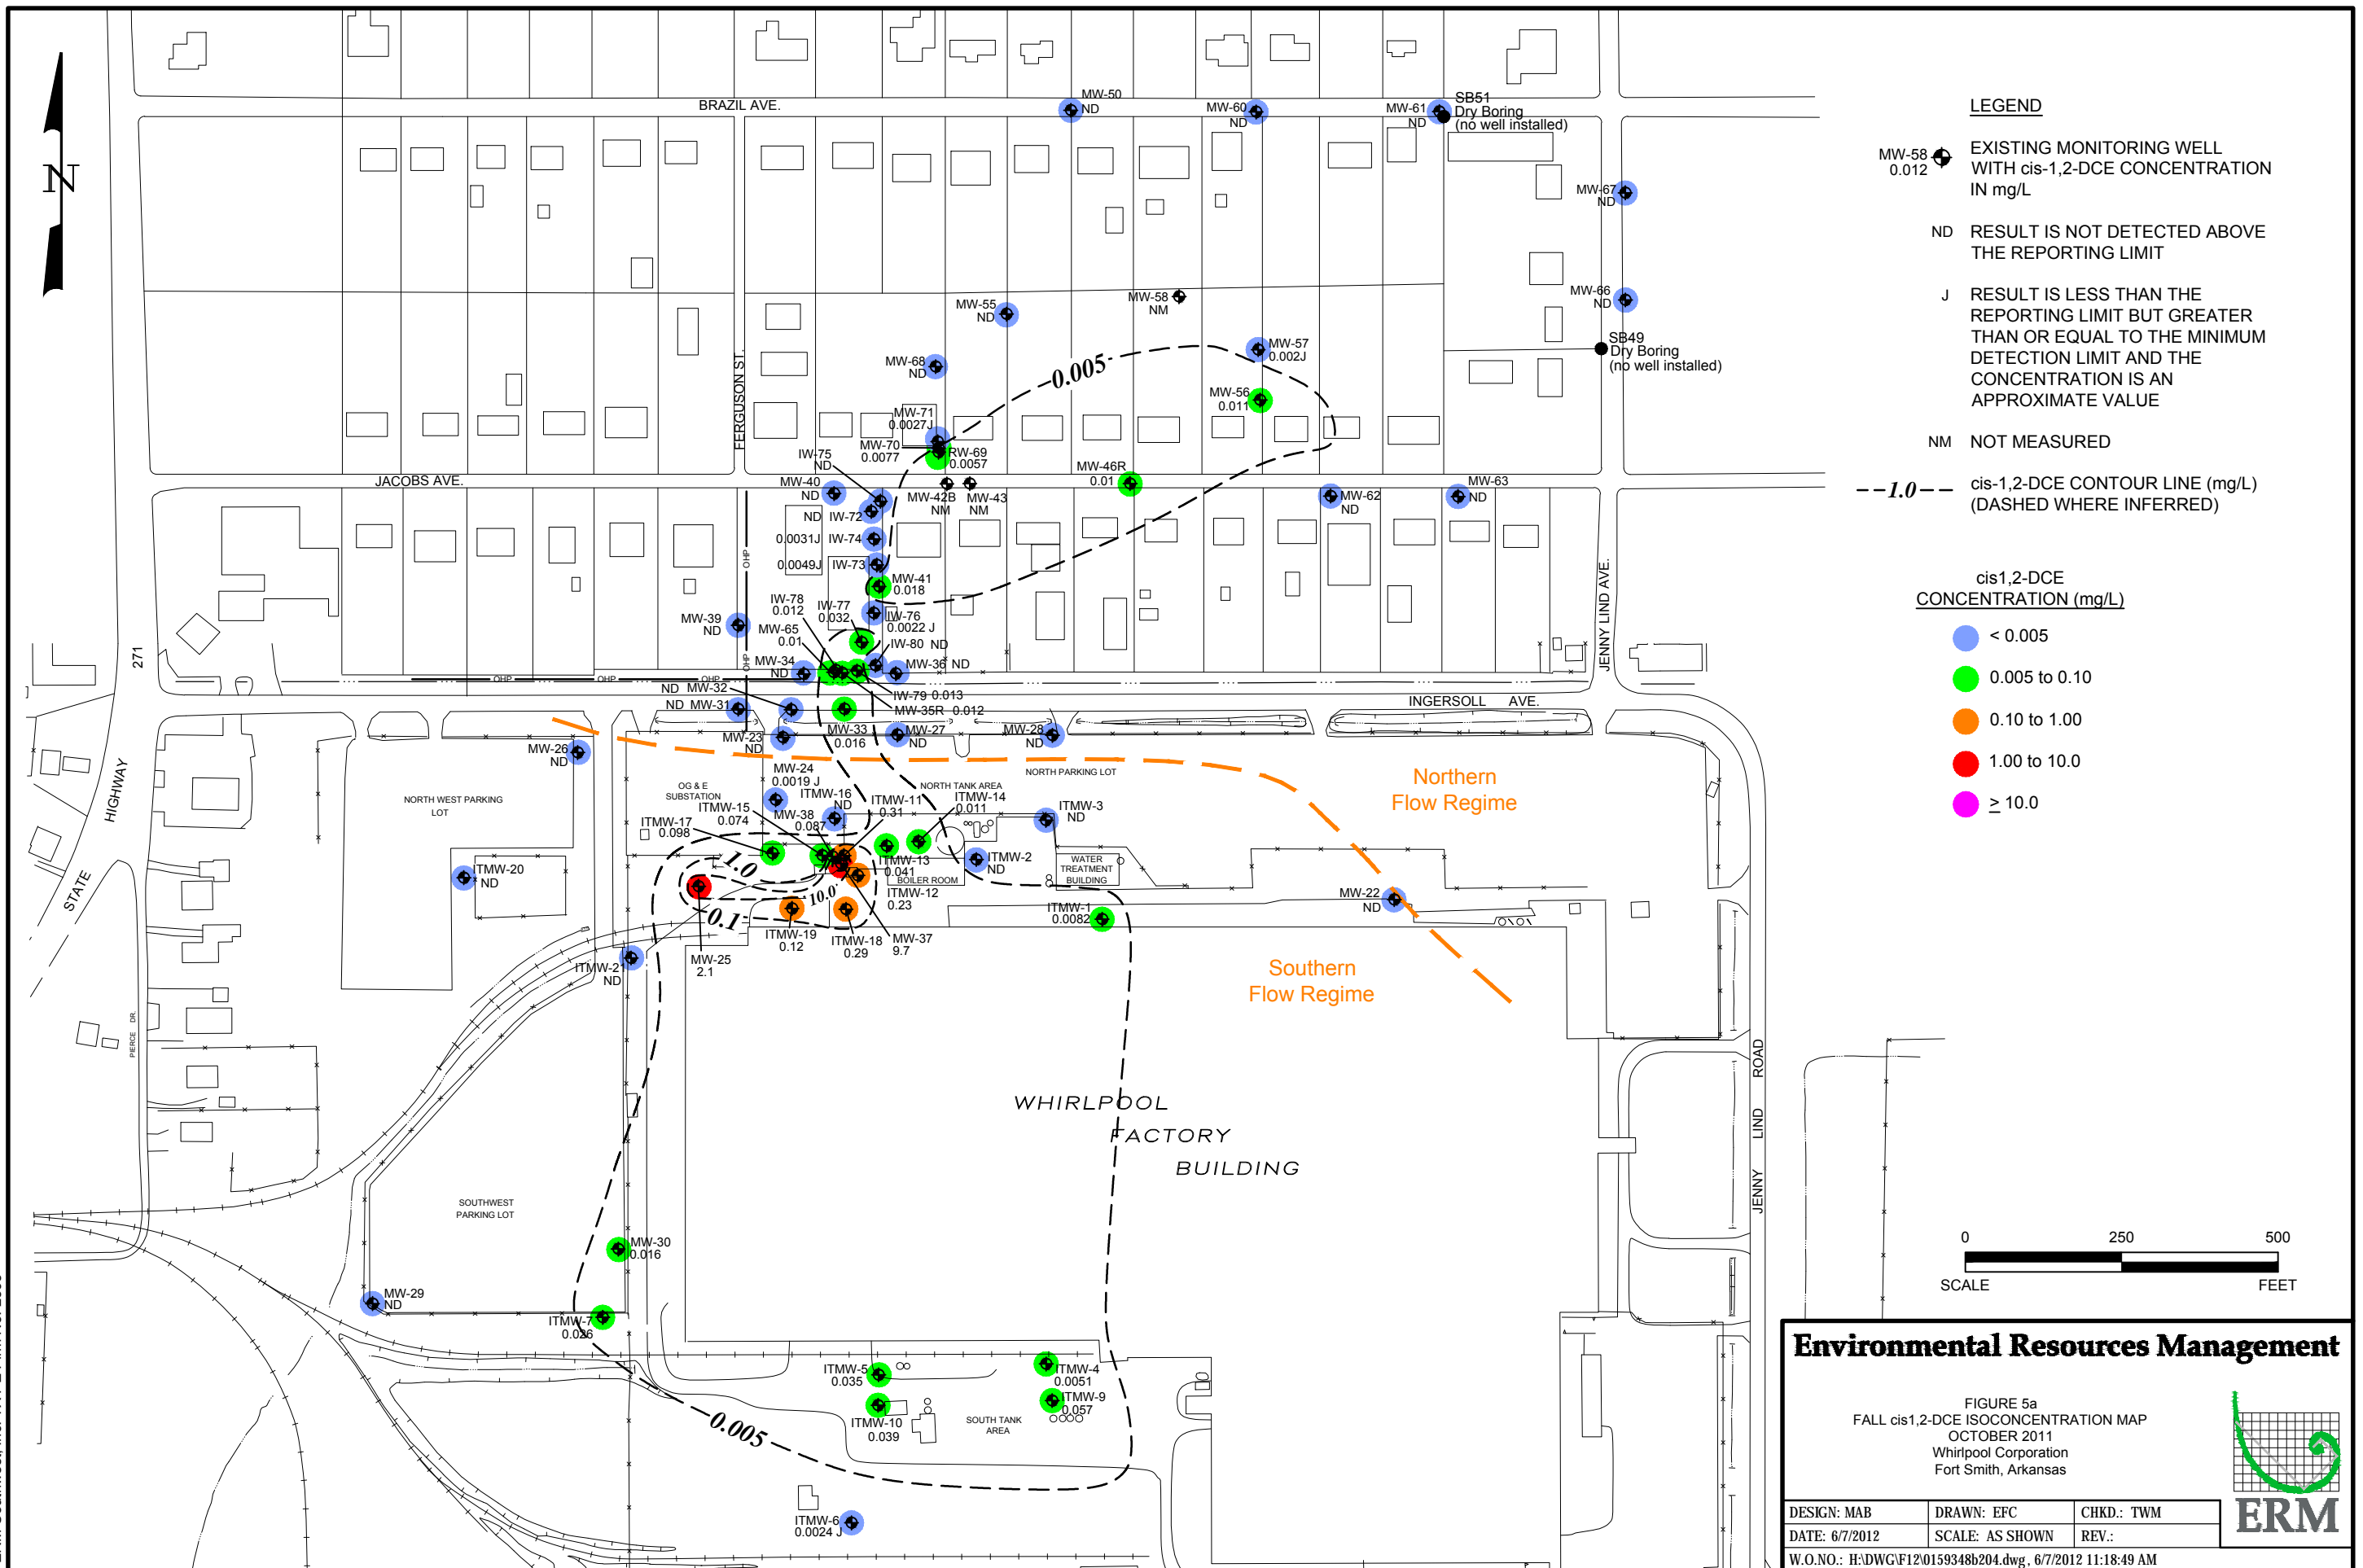 BRAZIL AVE.
MW-50
ND
MW-60
ND
MW-61
ND
SB51
Dry Boring
(no well installed)
MW-67
ND
MW-66
ND
SB49
Dry Boring
(no well installed)
MW-55
ND
MW-58
NM
MW-57
0.002J
MW-68
ND
0.005
MW-56
0.011
FERGUSON ST.
MW-71
0.0027J
MW-70
0.0077
RW-69
0.0057
IW-75
ND
MW-46R
0.01
JACOBS AVE.
MW-40
ND
MW-42B
NM
MW-43
NM
MW-62
ND
MW-63
ND
ND IW-72
0.0031J IW-74
0.0049J IW-73
OHP
MW-41
0.018
IW-78
0.012
IW-77
0.032
IW-76
0.0022 J
MW-39
ND
MW-65
0.01
IW-80 ND
MW-34
ND
MW-36 ND
OHP
OHP
OHP
OHP
ND MW-32
IW-79 0.013
ND MW-31
MW-35R 0.012
INGERSOLL AVE.
JENNY LIND AVE.
271
STATE
HIGHWAY
MW-26
ND
MW-23
ND
MW-33
0.016
MW-27
ND
MW-28
ND
NORTH PARKING LOT
Northern
Flow Regime
NORTH WEST PARKING
LOT
OG & E
SUBSTATION
MW-24
0.0019 J
NORTH TANK AREA
ITMW-16
ND
ITMW-11
0.31
ITMW-14
0.011
ITMW-3
ND
ITMW-15
0.074
MW-38
0.087
ITMW-17
0.098
ITMW-13
0.041
ITMW-2
ND
WATER
TREATMENT
BUILDING
BOILER ROOM
ITMW-20
ND
1.0
10.0
0.1
ITMW-12
0.23
ITMW-1
0.0082
MW-22
ND
ITMW-19
0.12
ITMW-18
0.29
MW-37
9.7
MW-25
2.1
ITMW-21
ND
Southern
Flow Regime
PIERCE DR.
WHIRLPOOL
FACTORY
BUILDING
JENNY LIND ROAD
SOUTHWEST
PARKING LOT
MW-30
0.016
MW-29
ND
ITMW-7
0.026
ITMW-5
0.035
ITMW-4
0.0051
ITMW-9
0.057
ITMW-10
0.039
SOUTH TANK
AREA
0.005
ITMW-6
0.0024 J
N
LEGEND
MW-58
0.012
EXISTING MONITORING WELL
WITH cis-1,2-DCE CONCENTRATION
IN mg/L
ND RESULT IS NOT DETECTED ABOVE
THE REPORTING LIMIT
J RESULT IS LESS THAN THE
REPORTING LIMIT BUT GREATER
THAN OR EQUAL TO THE MINIMUM
DETECTION LIMIT AND THE
CONCENTRATION IS AN
APPROXIMATE VALUE
NM NOT MEASURED
1.0 cis-1,2-DCE CONTOUR LINE (mg/L)
(DASHED WHERE INFERRED)
cis1,2-DCE
CONCENTRATION (mg/L)
< 0.005
0.005 to 0.10
0.10 to 1.00
1.00 to 10.0
≥ 10.0
0 250 500
SCALE FEET
Environmental Resources Management
FIGURE 5a
FALL cis1,2-DCE ISOCONCENTRATION MAP
OCTOBER 2011
Whirlpool Corporation
Fort Smith, Arkansas
ERM
DESIGN: MAB DRAWN: EFC CHKD.: TWM
DATE: 6/7/2012 SCALE: AS SHOWN REV.:
W.O.NO.: H:\DWG\F12\0159348b204.dwg, 6/7/2012 11:18:49 AM